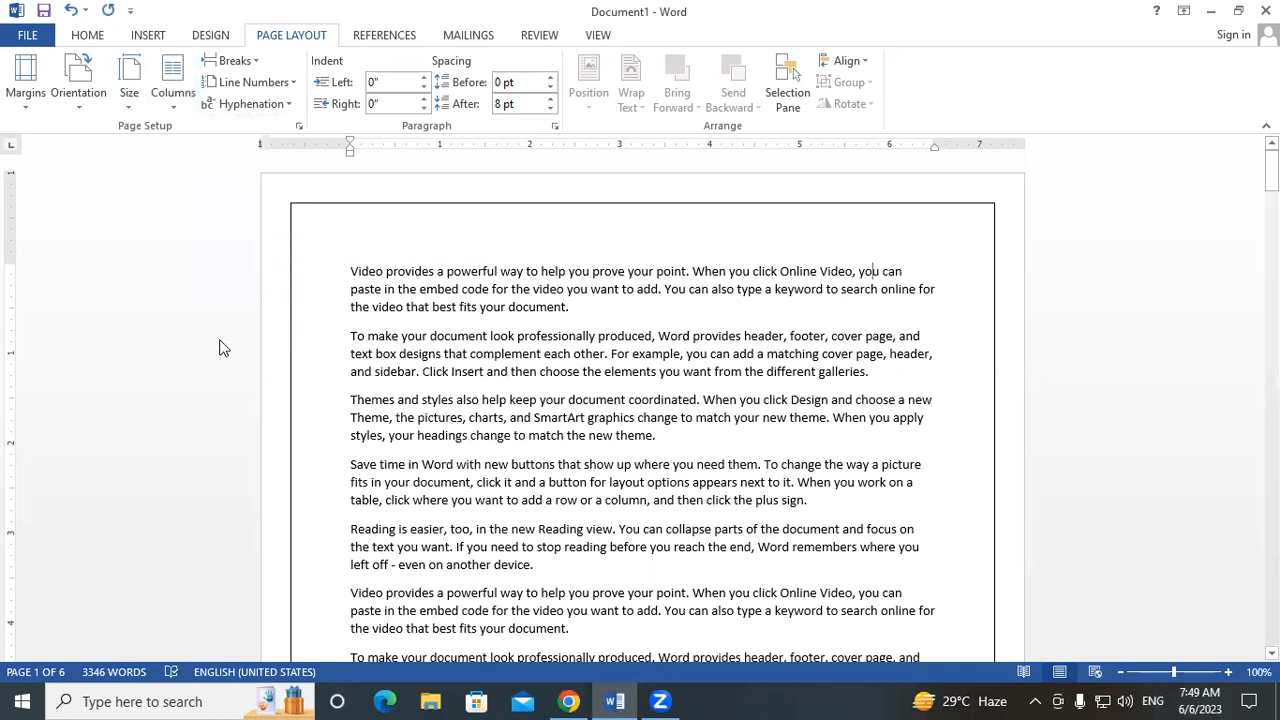 Document1 - Word
FILE HOME INSERT DESIGN PAGE LAYOUT REFERENCES MAILINGS REVIEW VIEW Sign in
Margins Orientation Size Columns
Breaks
Line Numbers
Hyphenation
Page Setup
Indent Spacing
Left: 0" Before: 0 pt
Right: 0" After: 8 pt
Paragraph
Position Wrap Text Bring Forward Send Backward Selection Pane
Align
Group
Rotate
Arrange
1 1 2 3 4 5 6 7
Video provides a powerful way to help you prove your point. When you click Online Video, you can
paste in the embed code for the video you want to add. You can also type a keyword to search online for
the video that best fits your document.
To make your document look professionally produced, Word provides header, footer, cover page, and
text box designs that complement each other. For example, you can add a matching cover page, header,
and sidebar. Click Insert and then choose the elements you want from the different galleries.
Themes and styles also help keep your document coordinated. When you click Design and choose a new
Theme, the pictures, charts, and SmartArt graphics change to match your new theme. When you apply
styles, your headings change to match the new theme.
Save time in Word with new buttons that show up where you need them. To change the way a picture
fits in your document, click it and a button for layout options appears next to it. When you work on a
table, click where you want to add a row or a column, and then click the plus sign.
Reading is easier, too, in the new Reading view. You can collapse parts of the document and focus on
the text you want. If you need to stop reading before you reach the end, Word remembers where you
left off - even on another device.
Video provides a powerful way to help you prove your point. When you click Online Video, you can
paste in the embed code for the video you want to add. You can also type a keyword to search online for
the video that best fits your document.
To make your document look professionally produced, Word provides header, footer, cover page, and
1
1
2
3
4
PAGE 1 OF 6 3346 WORDS ENGLISH (UNITED STATES) 100%
Type here to search 29°C Haze ENG 7:49 AM
6/6/2023